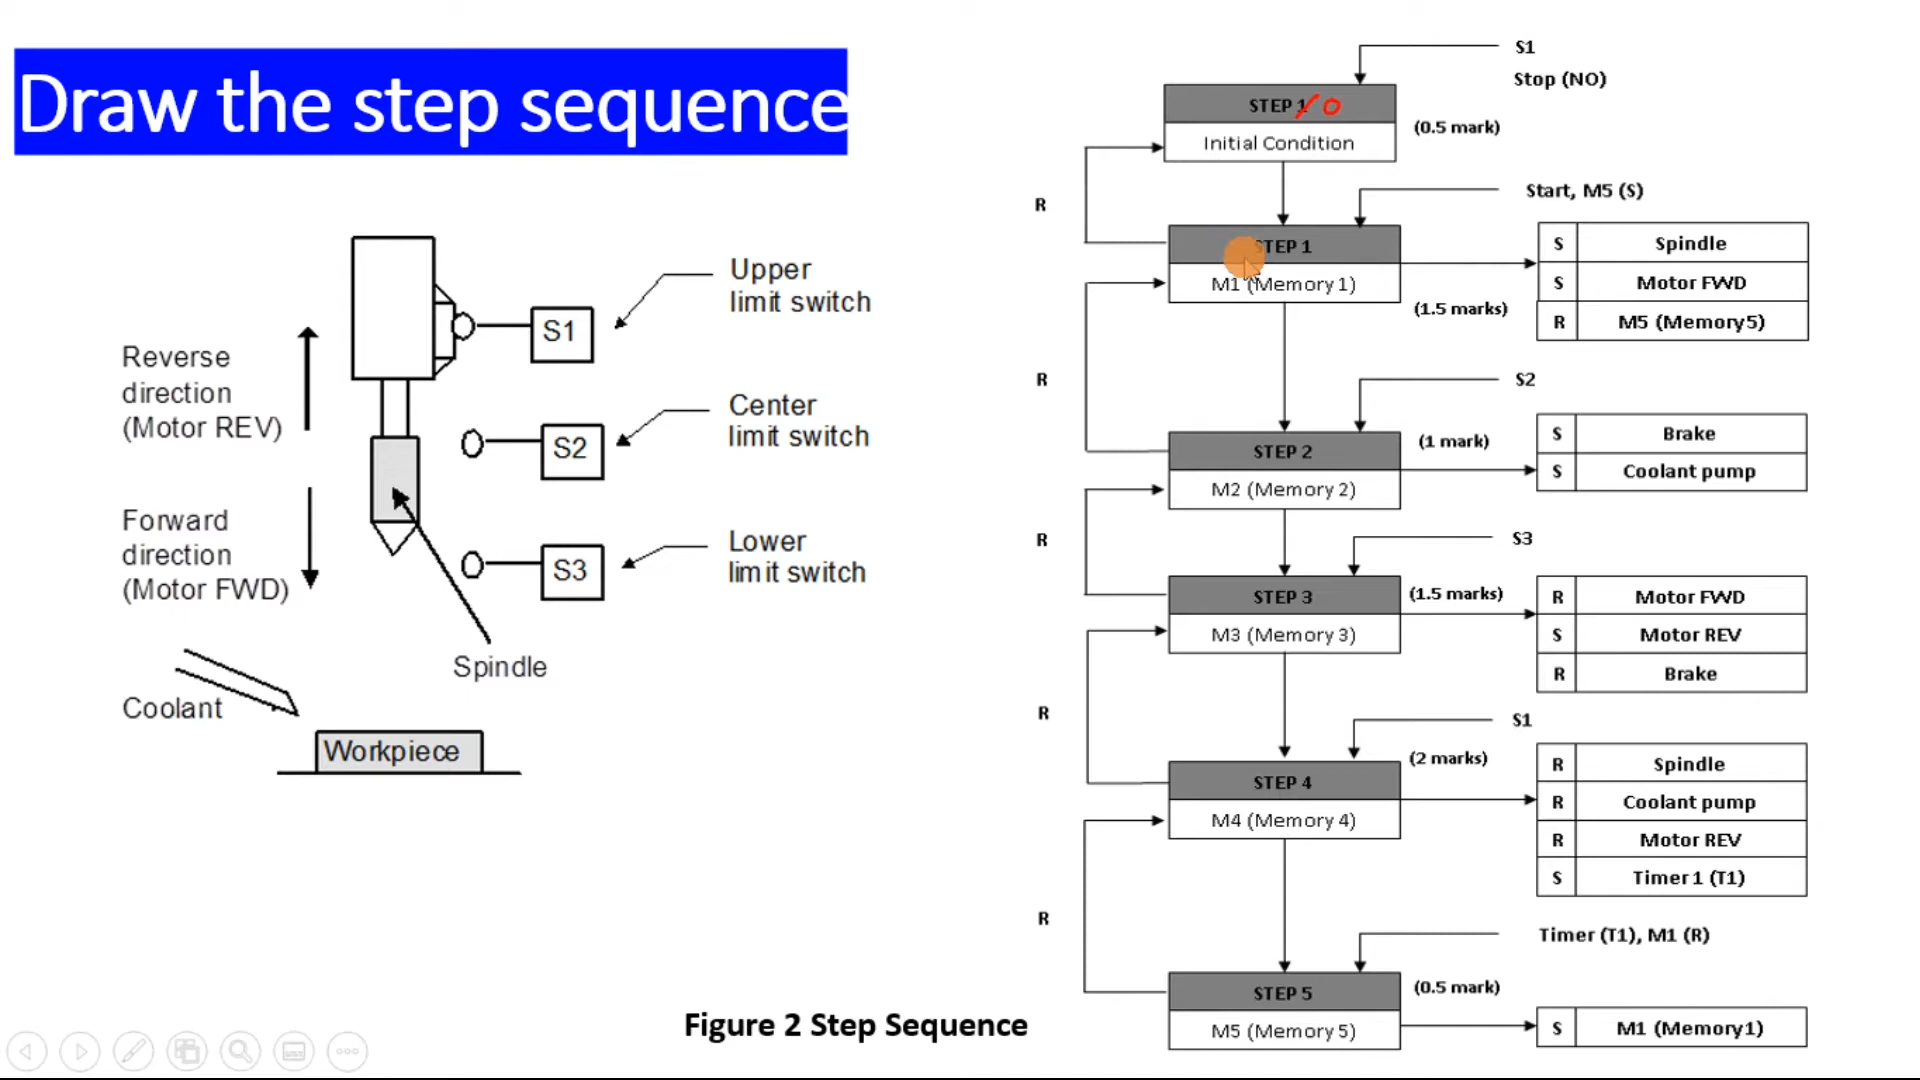 Draw the step sequence
Upper
limit switch
S1
Reverse
direction
(Motor REV)
Center
limit switch
S2
Forward
direction
(Motor FWD)
Lower
limit switch
S3
Spindle
Coolant
Workpiece
S1
Stop (NO)
STEP 1 / 0
Initial Condition
(0.5 mark)
R
Start, M5 (S)
STEP 1
M1 (Memory 1)
(1.5 marks)
S Spindle
S Motor FWD
R M5 (Memory5)
R
S2
STEP 2
M2 (Memory 2)
(1 mark)
S Brake
S Coolant pump
R
S3
STEP 3
M3 (Memory 3)
(1.5 marks)
R Motor FWD
S Motor REV
R Brake
R
S1
STEP 4
M4 (Memory 4)
(2 marks)
R Spindle
R Coolant pump
R Motor REV
S Timer1 (T1)
R
Timer (T1), M1 (R)
STEP 5
M5 (Memory 5)
(0.5 mark)
S M1 (Memory1)
Figure 2 Step Sequence